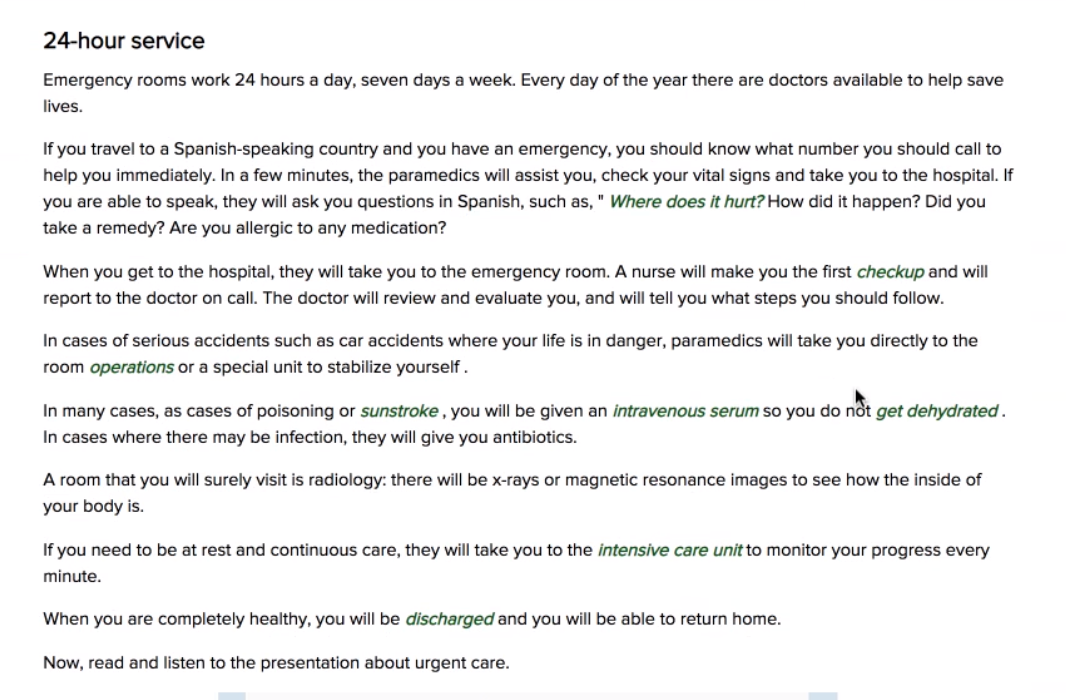 24-hour service
Emergency rooms work 24 hours a day, seven days a week. Every day of the year there are doctors available to help save
lives.
If you travel to a Spanish-speaking country and you have an emergency, you should know what number you should call to
help you immediately. In a few minutes, the paramedics will assist you, check your vital signs and take you to the hospital. If
you are able to speak, they will ask you questions in Spanish, such as, " Where does it hurt? How did it happen? Did you
take a remedy? Are you allergic to any medication?
When you get to the hospital, they will take you to the emergency room. A nurse will make you the first checkup and will
report to the doctor on call. The doctor will review and evaluate you, and will tell you what steps you should follow.
In cases of serious accidents such as car accidents where your life is in danger, paramedics will take you directly to the
room operations or a special unit to stabilize yourself .
In many cases, as cases of poisoning or sunstroke , you will be given an intravenous serum so you do not get dehydrated .
In cases where there may be infection, they will give you antibiotics.
A room that you will surely visit is radiology: there will be x-rays or magnetic resonance images to see how the inside of
your body is.
If you need to be at rest and continuous care, they will take you to the intensive care unit to monitor your progress every
minute.
When you are completely healthy, you will be discharged and you will be able to return home.
Now, read and listen to the presentation about urgent care.